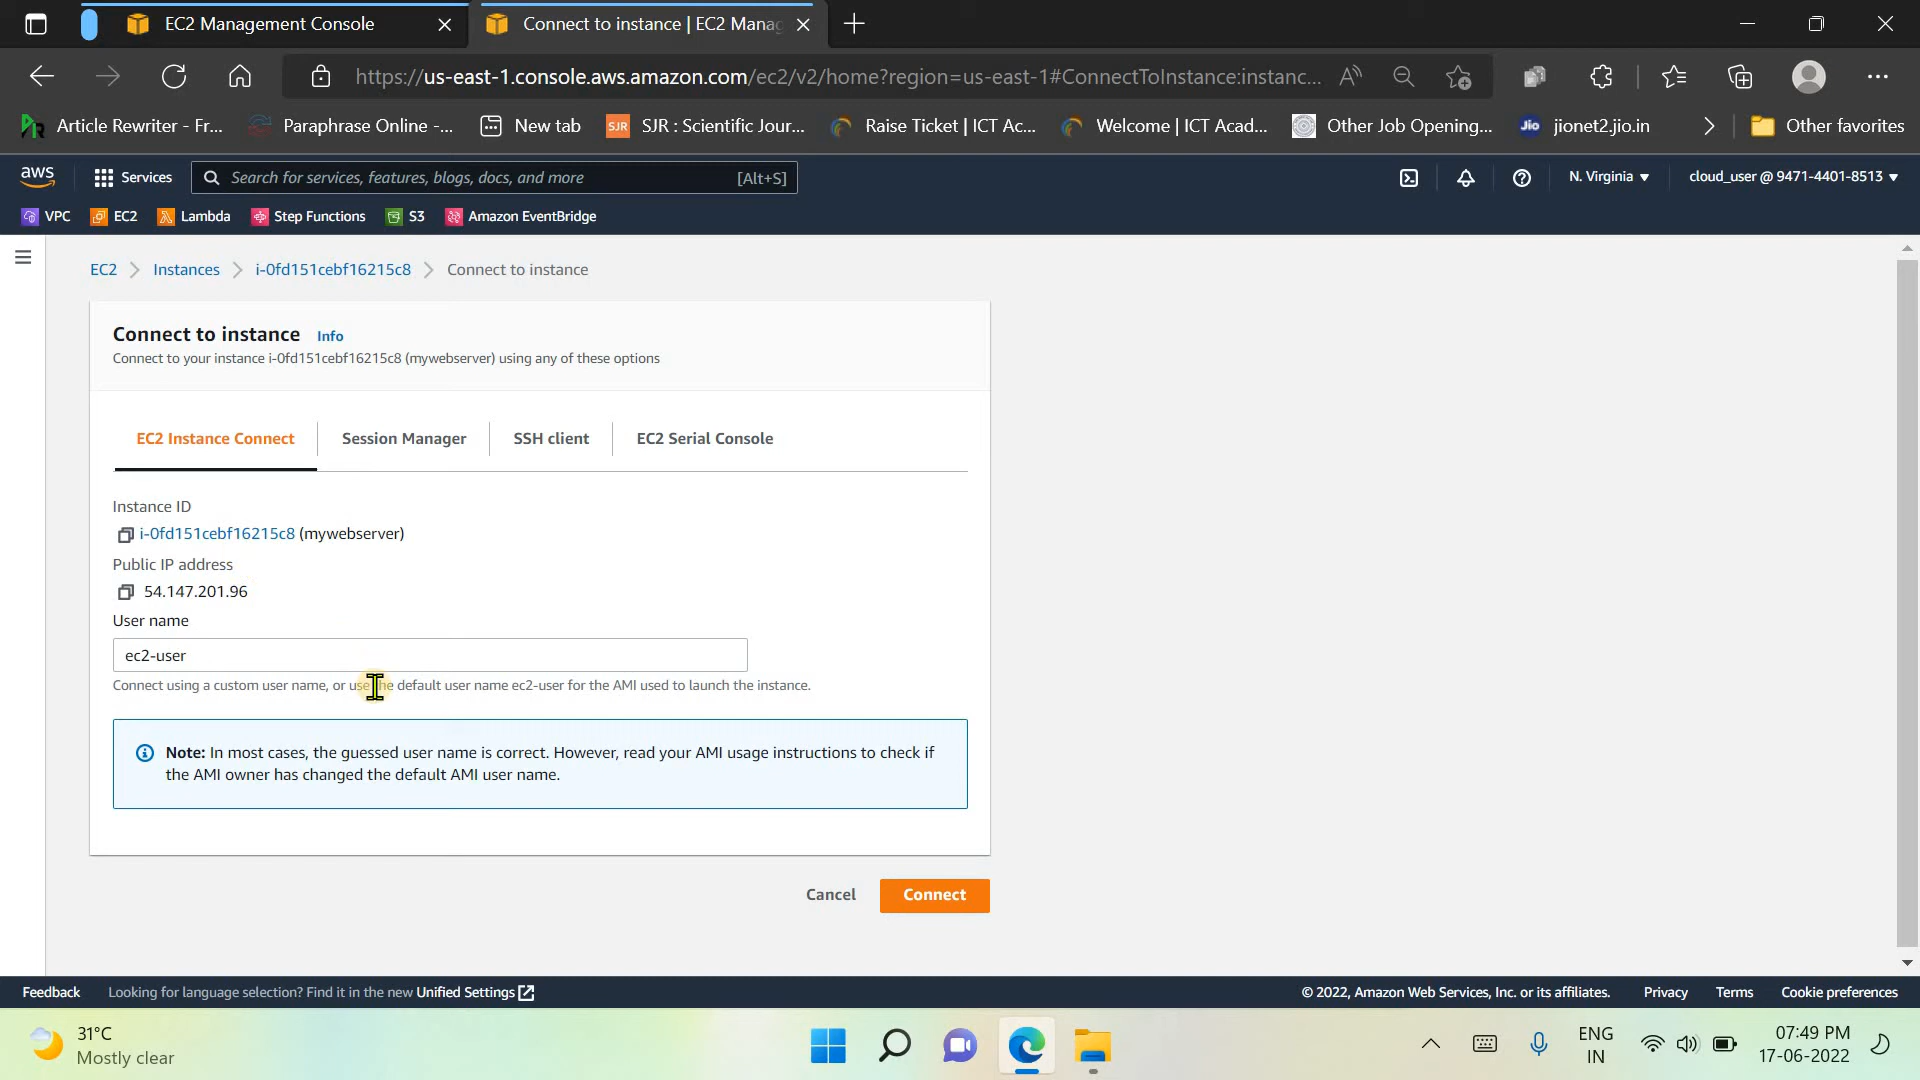 EC2 Management Console
Connect to instance | EC2 Manag
https://us-east-1.console.aws.amazon.com/ec2/v2/home?region=us-east-1#ConnectToInstance:instanc...
Article Rewriter - Fr...
Paraphrase Online -...
New tab
SJR
SJR : Scientific Jour...
Raise Ticket | ICT Ac...
Welcome | ICT Acad...
Other Job Opening...
Jio
jionet2.jio.in
Other favorites
aws
Services
Search for services, features, blogs, docs, and more
[Alt+S]
N. Virginia
cloud_user @ 9471-4401-8513
VPC
EC2
Lambda
Step Functions
S3
Amazon EventBridge
EC2
Instances
i-0fd151cebf16215c8
Connect to instance
Connect to instance
Info
Connect to your instance i-0fd151cebf16215c8 (mywebserver) using any of these options
EC2 Instance Connect
Session Manager
SSH client
EC2 Serial Console
Instance ID
i-0fd151cebf16215c8 (mywebserver)
Public IP address
54.147.201.96
User name
ec2-user
Connect using a custom user name, or use the default user name ec2-user for the AMI used to launch the instance.
Note: In most cases, the guessed user name is correct. However, read your AMI usage instructions to check if
the AMI owner has changed the default AMI user name.
Cancel
Connect
Feedback
Looking for language selection? Find it in the new Unified Settings
© 2022, Amazon Web Services, Inc. or its affiliates.
Privacy
Terms
Cookie preferences
31°C
Mostly clear
ENG
IN
07:49 PM
17-06-2022